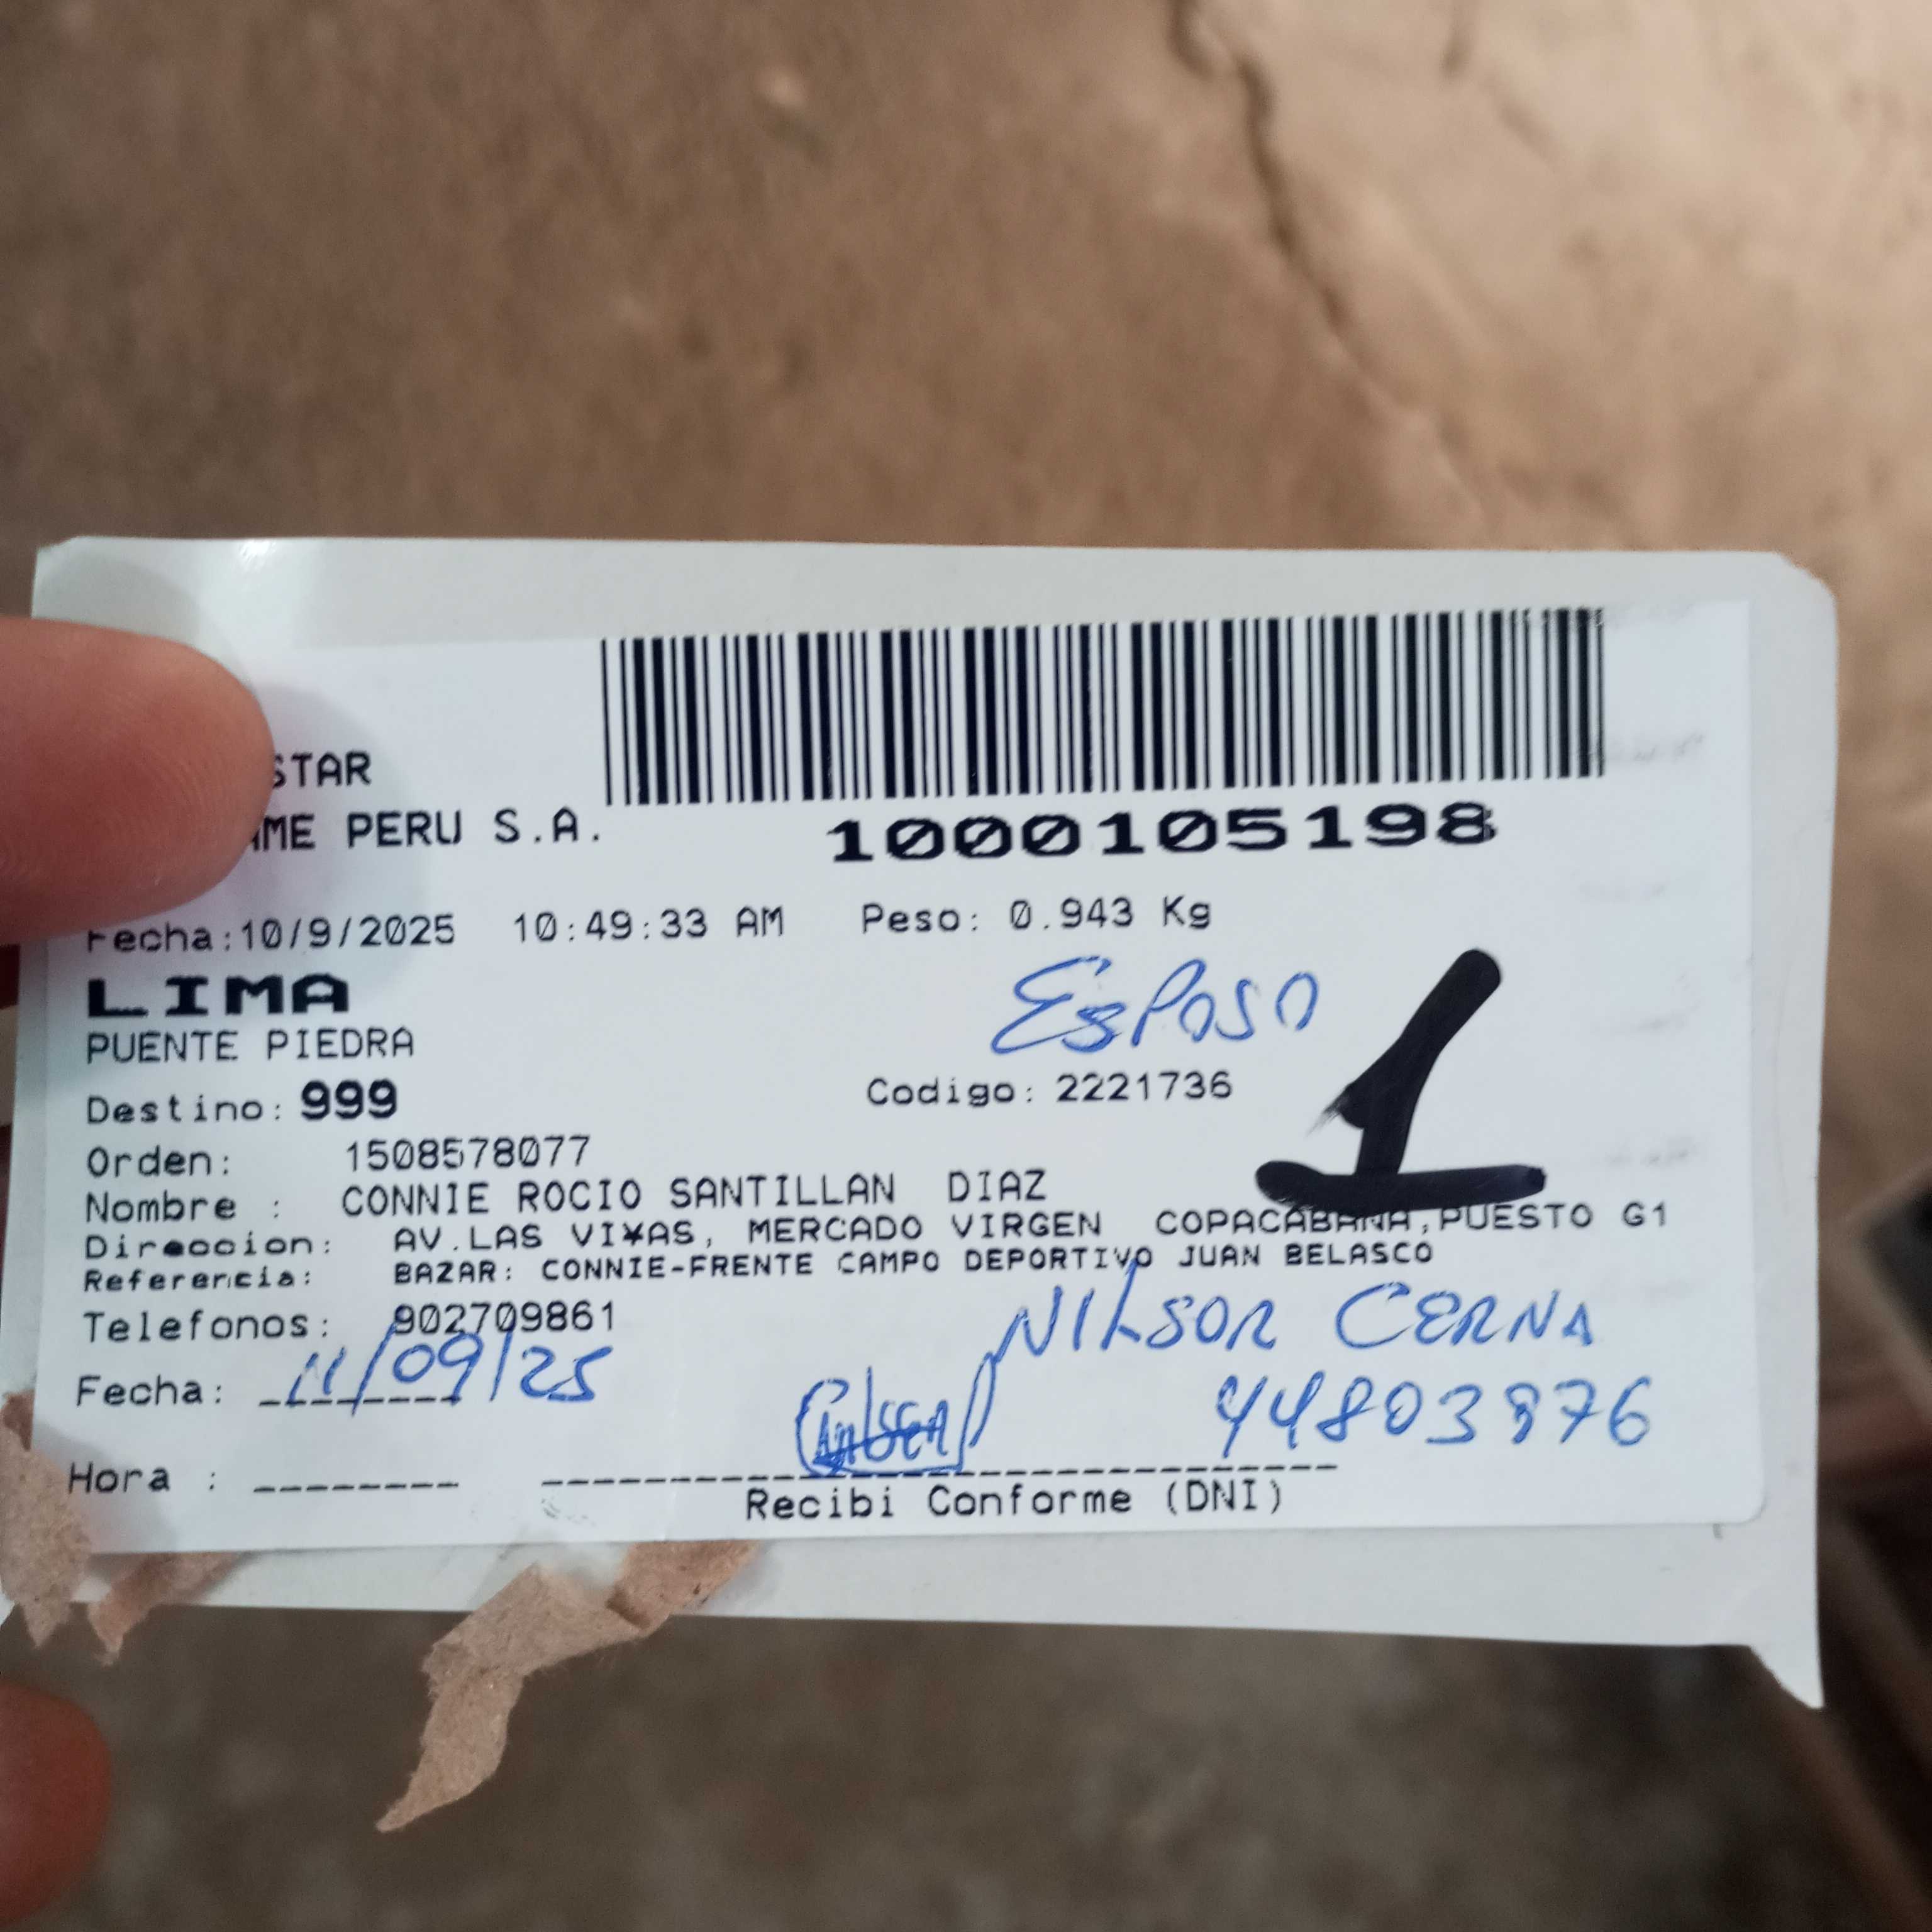 STAR
ME PERU S.A.
1000105198
Fecha:10/9/2025 10:49:33 AM Peso: 0.943 Kg
LIMA
ESPOSO
PUENTE PIEDRA
Destino: 999 Codigo: 2221736
1
Orden: 1508578077
Nombre : CONNIE ROCIO SANTILLAN DIAZ
Direccion: AV.LAS VI¥AS, MERCADO VIRGEN COPACABANA,PUESTO G1
Referencia: BAZAR: CONNIE-FRENTE CAMPO DEPORTIVO JUAN BELASCO
Telefonos: 902709861
NILSON CERNA
Fecha: 11/09/25
44803876
Hora :
Recibi Conforme (DNI)